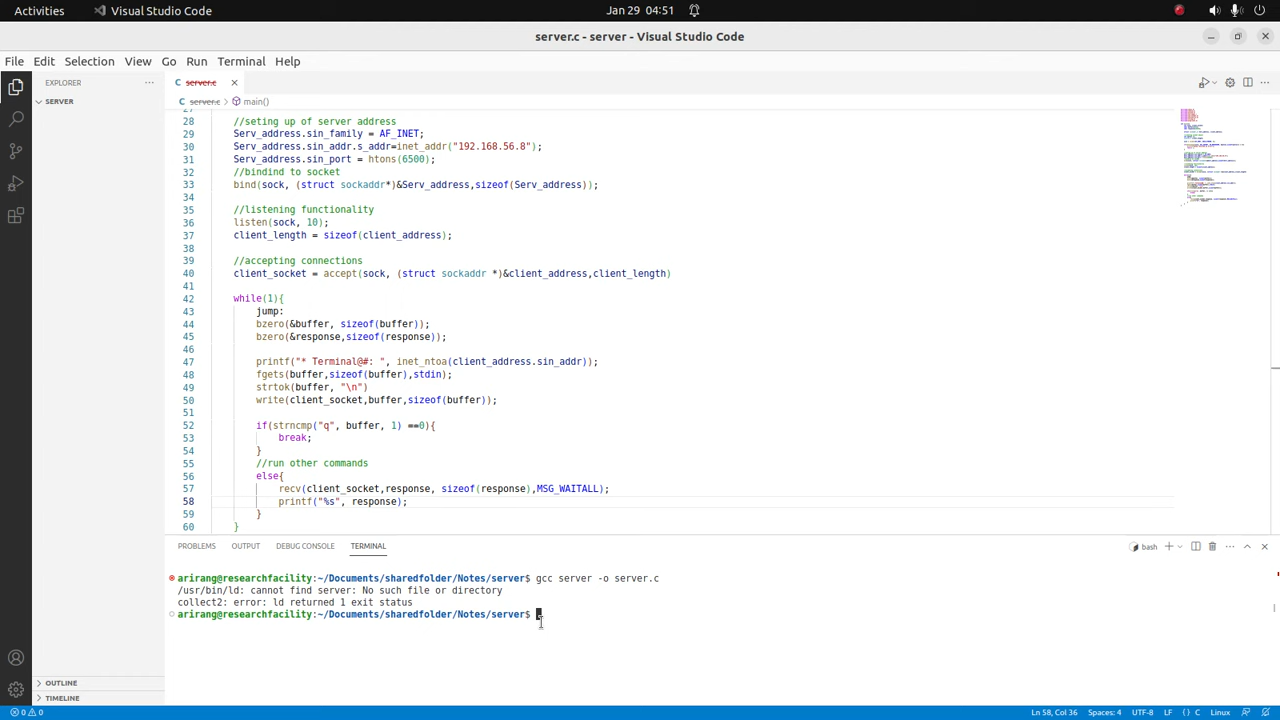 Activities
Visual Studio Code
Jan 29 04:51
server.c - server - Visual Studio Code
File Edit Selection View Go Run Terminal Help
EXPLORER
SERVER
OUTLINE
TIMELINE
C server.c
C server.c > main()
27
28 //seting up of server address
29 Serv_address.sin_family = AF_INET;
30 Serv_address.sin_addr.s_addr=inet_addr("192.168.56.8");
31 Serv_address.sin_port = htons(6500);
32 //bindind to socket
33 bind(sock, (struct sockaddr*)&Serv_address,sizeof(Serv_address));
34
35 //listening functionality
36 listen(sock, 10);
37 client_length = sizeof(client_address);
38
39 //accepting connections
40 client_socket = accept(sock, (struct sockaddr *)&client_address,client_length)
41
42 while(1){
43 jump:
44 bzero(&buffer, sizeof(buffer));
45 bzero(&response,sizeof(response));
46
47 printf("* Terminal@#: ", inet_ntoa(client_address.sin_addr));
48 fgets(buffer,sizeof(buffer),stdin);
49 strtok(buffer, "\n")
50 write(client_socket,buffer,sizeof(buffer));
51
52 if(strncmp("q", buffer, 1) ==0){
53 break;
54 }
55 //run other commands
56 else{
57 recv(client_socket,response, sizeof(response),MSG_WAITALL);
58 printf("%s", response);
59 }
60 }
PROBLEMS OUTPUT DEBUG CONSOLE TERMINAL
bash
arirang@researchfacility:~/Documents/sharedfolder/Notes/server$ gcc server -o server.c
/usr/bin/ld: cannot find server: No such file or directory
collect2: error: ld returned 1 exit status
arirang@researchfacility:~/Documents/sharedfolder/Notes/server$
0 0
Ln 58, Col 36 Spaces: 4 UTF-8 LF {} C Linux